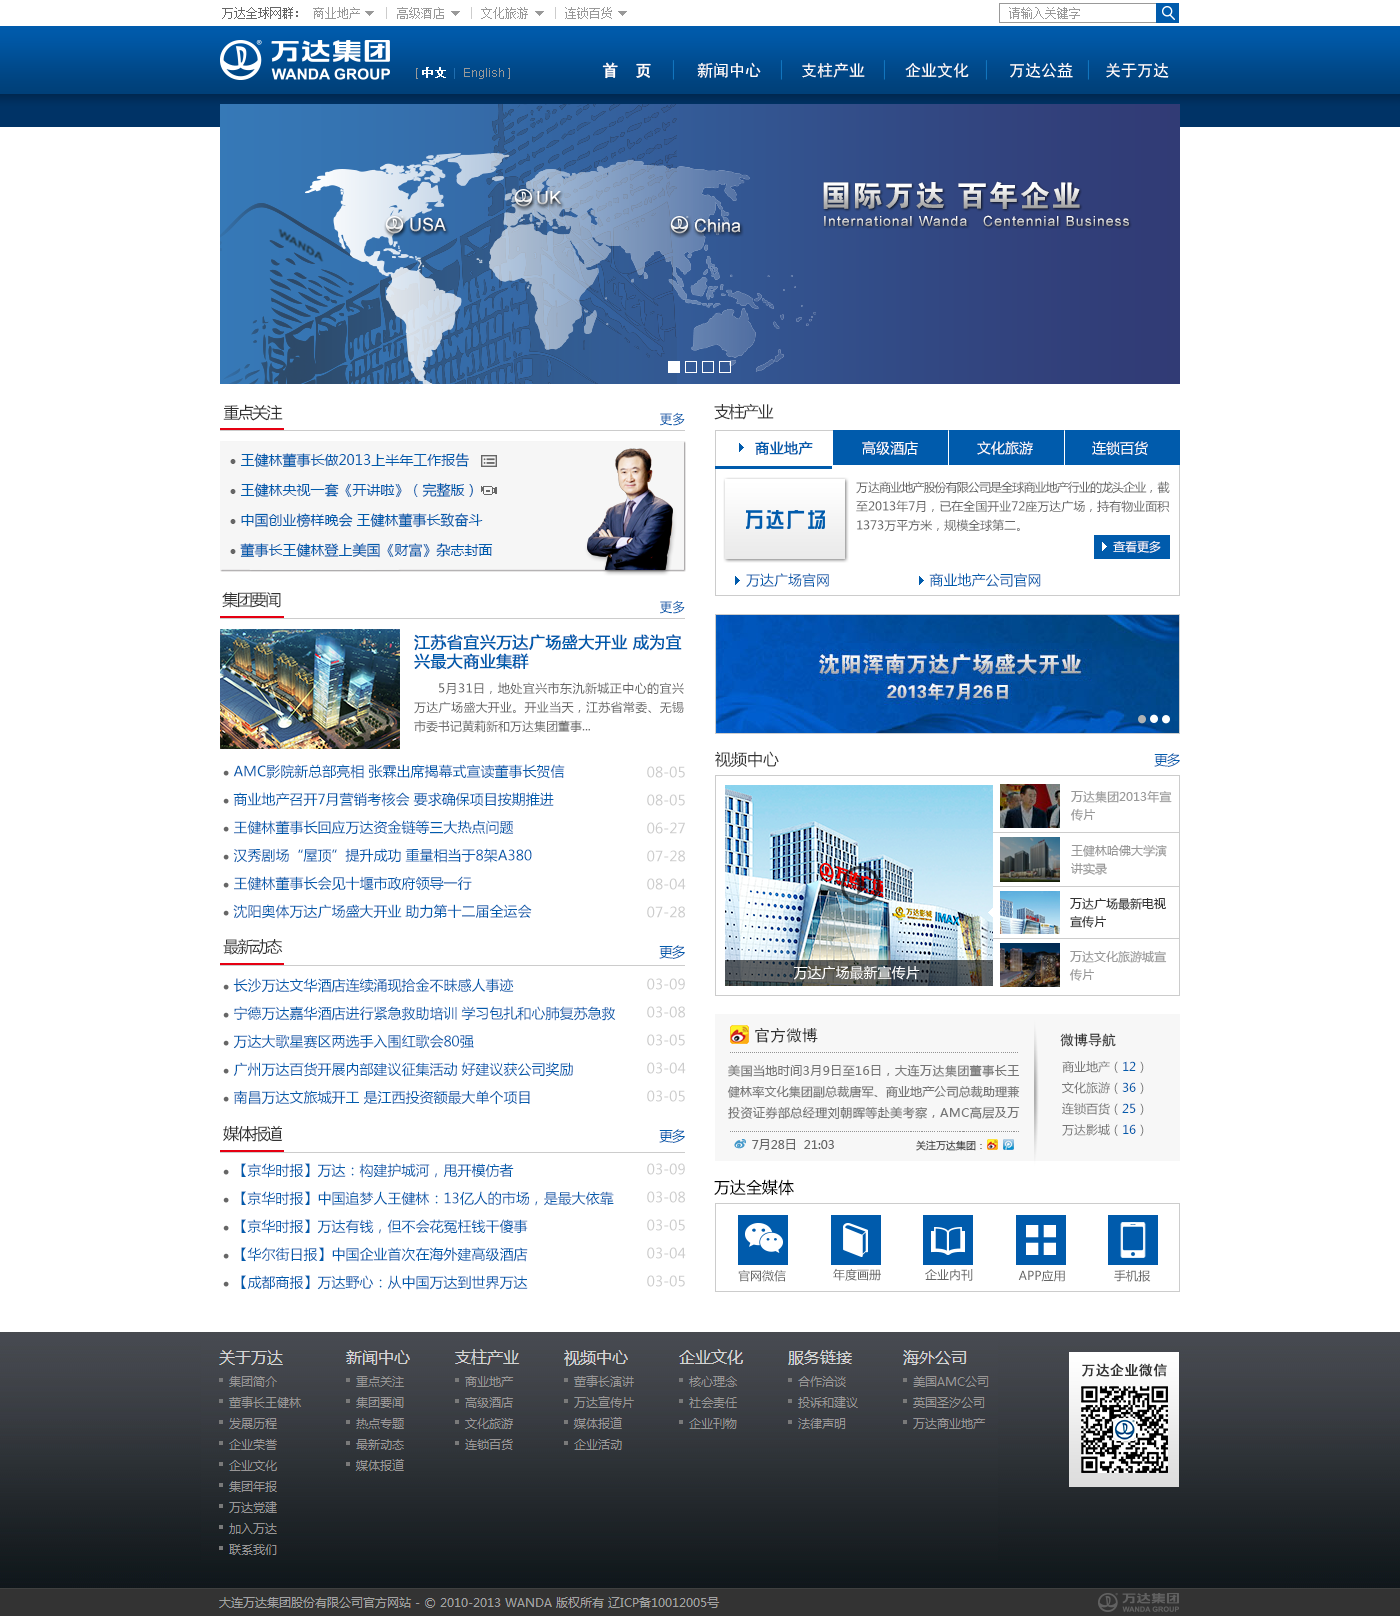 万达全球网群： 商业地产 高级酒店 文化旅游 连锁百货
请输入关键字
万达集团
WANDA GROUP
[ 中文 | English ]
首 页 新闻中心 支柱产业 企业文化 万达公益 关于万达
WANDA
USA
UK
China
国际万达 百年企业
International Wanda Centennial Business
重点关注
更多
王健林董事长做2013上半年工作报告
王健林央视一套《开讲啦》（完整版）
中国创业榜样晚会 王健林董事长致奋斗
董事长王健林登上美国《财富》杂志封面
集团要闻
更多
江苏省宜兴万达广场盛大开业 成为宜
兴最大商业集群
5月31日，地处宜兴市东氿新城正中心的宜兴
万达广场盛大开业。开业当天，江苏省常委、无锡
市委书记黄莉新和万达集团董事...
AMC影院新总部亮相 张霖出席揭幕式宣读董事长贺信 08-05
商业地产召开7月营销考核会 要求确保项目按期推进 08-05
王健林董事长回应万达资金链等三大热点问题 06-27
汉秀剧场“屋顶”提升成功 重量相当于8架A380 07-28
王健林董事长会见十堰市政府领导一行 08-04
沈阳奥体万达广场盛大开业 助力第十二届全运会 07-28
最新动态
更多
长沙万达文华酒店连续涌现拾金不昧感人事迹 03-09
宁德万达嘉华酒店进行紧急救助培训 学习包扎和心肺复苏急救 03-08
万达大歌星赛区两选手入围红歌会80强 03-05
广州万达百货开展内部建议征集活动 好建议获公司奖励 03-04
南昌万达文旅城开工 是江西投资额最大单个项目 03-05
媒体报道
更多
【京华时报】万达：构建护城河，甩开模仿者 03-09
【京华时报】中国追梦人王健林：13亿人的市场，是最大依靠 03-08
【京华时报】万达有钱，但不会花冤枉钱干傻事 03-05
【华尔街日报】中国企业首次在海外建高级酒店 03-04
【成都商报】万达野心：从中国万达到世界万达 03-05
支柱产业
商业地产 高级酒店 文化旅游 连锁百货
万达广场
万达商业地产股份有限公司是全球商业地产行业的龙头企业，截
至2013年7月，已在全国开业72座万达广场，持有物业面积
1373万平方米，规模全球第二。
查看更多
万达广场官网 商业地产公司官网
沈阳浑南万达广场盛大开业
2013年7月26日
视频中心
更多
万达广场
万达影城
IMAX
万达广场最新宣传片
万达集团2013年宣
传片
王健林哈佛大学演
讲实录
万达广场最新电视
宣传片
万达文化旅游城宣
传片
官方微博
美国当地时间3月9日至16日，大连万达集团董事长王
健林率文化集团副总裁唐军、商业地产公司总裁助理兼
投资证券部总经理刘朝晖等赴美考察，AMC高层及万
7月28日 21:03
关注万达集团：
微博导航
商业地产（ 12 ）
文化旅游（ 36 ）
连锁百货（ 25 ）
万达影城（ 16 ）
万达全媒体
官网微信 年度画册 企业内刊 APP应用 手机报
关于万达
集团简介
董事长王健林
发展历程
企业荣誉
企业文化
集团年报
万达党建
加入万达
联系我们
新闻中心
重点关注
集团要闻
热点专题
最新动态
媒体报道
支柱产业
商业地产
高级酒店
文化旅游
连锁百货
视频中心
董事长演讲
万达宣传片
媒体报道
企业活动
企业文化
核心理念
社会责任
企业刊物
服务链接
合作洽谈
投诉和建议
法律声明
海外公司
美国AMC公司
英国圣汐公司
万达商业地产
万达企业微信
大连万达集团股份有限公司官方网站 - © 2010-2013 WANDA 版权所有 辽ICP备10012005号
万达集团
WANDA GROUP